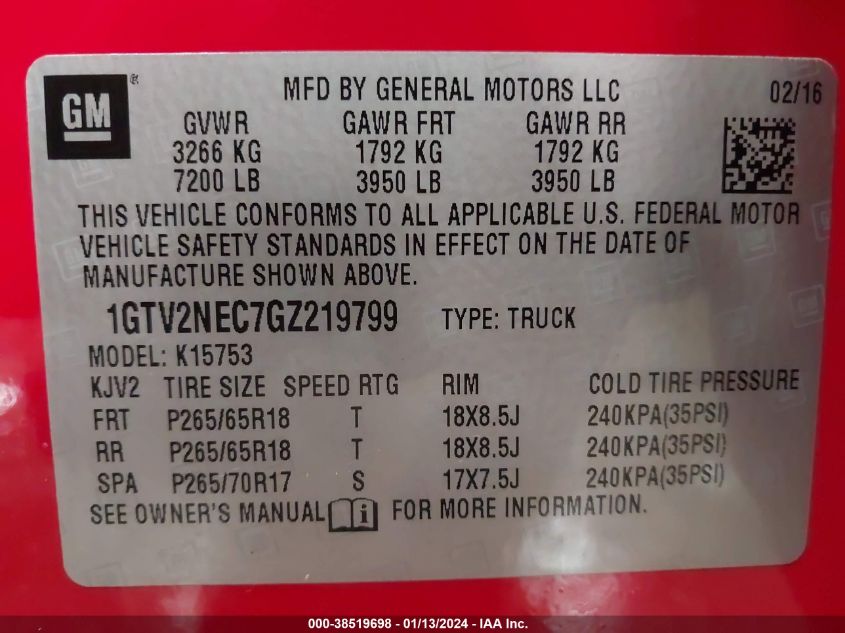 GM® MFD BY GENERAL MOTORS LLC 02/16
GVWR GAWR FRT GAWR RR
3266 KG 1792 KG 1792 KG
7200 LB 3950 LB 3950 LB
THIS VEHICLE CONFORMS TO ALL APPLICABLE U.S. FEDERAL MOTOR
VEHICLE SAFETY STANDARDS IN EFFECT ON THE DATE OF
MANUFACTURE SHOWN ABOVE.
1GTV2NEC7GZ219799 TYPE: TRUCK
MODEL: K15753
KJV2 TIRE SIZE SPEED RTG RIM COLD TIRE PRESSURE
FRT P265/65R18 T 18X8.5J 240KPA(35PSI)
RR P265/65R18 T 18X8.5J 240KPA(35PSI)
SPA P265/70R17 S 17X7.5J 240KPA(35PSI)
SEE OWNER'S MANUAL i FOR MORE INFORMATION.
000-38519698 - 01/13/2024 - IAA Inc.